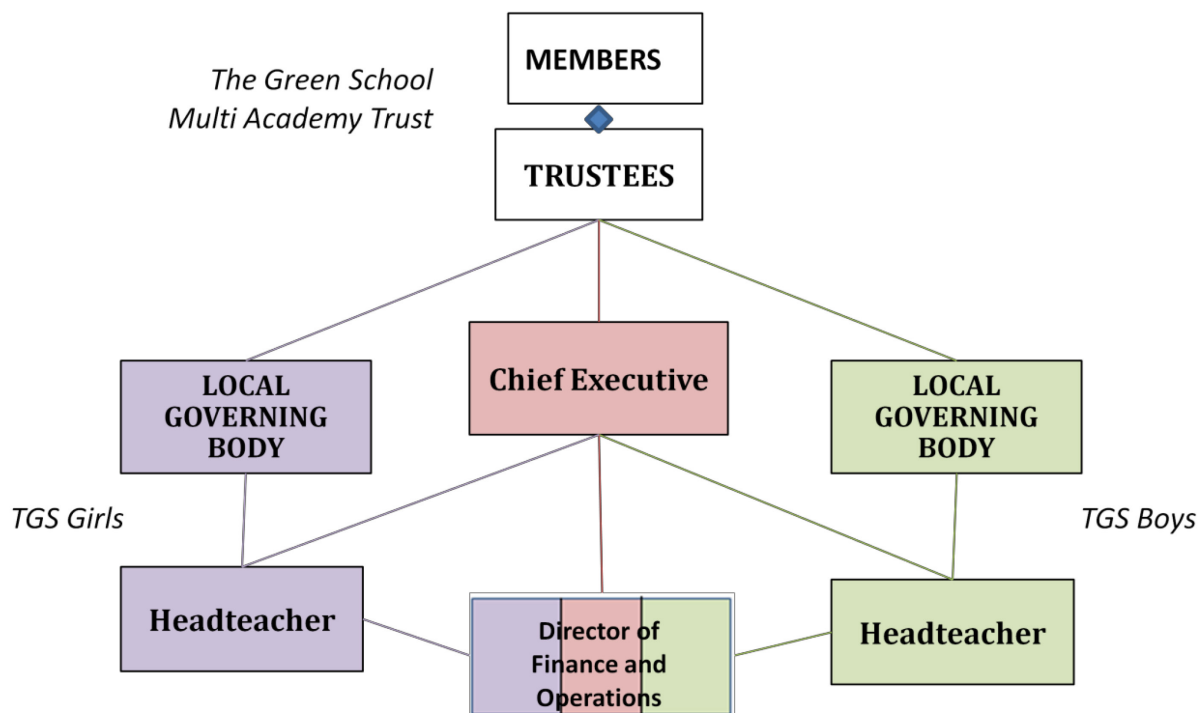 MEMBERS
The Green School
Multi Academy Trust
TRUSTEES
Chief Executive
LOCAL
GOVERNING
BODY
LOCAL
GOVERNING
BODY
TGS Girls
TGS Boys
Headteacher
Director of
Finance and
Operations
Headteacher